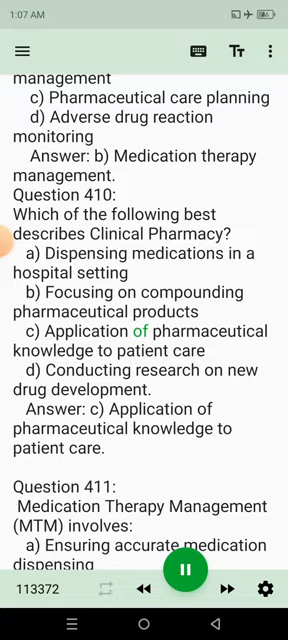 1:07 AM
TT
management
c) Pharmaceutical care planning
d) Adverse drug reaction
monitoring
Answer: b) Medication therapy
management.
Question 410:
Which of the following best
describes Clinical Pharmacy?
a) Dispensing medications in a
hospital setting
b) Focusing on compounding
pharmaceutical products
c) Application of pharmaceutical
knowledge to patient care
d) Conducting research on new
drug development.
Answer: c) Application of
pharmaceutical knowledge to
patient care.
Question 411:
Medication Therapy Management
(MTM) involves:
a) Ensuring accurate medication
dispensing
113372